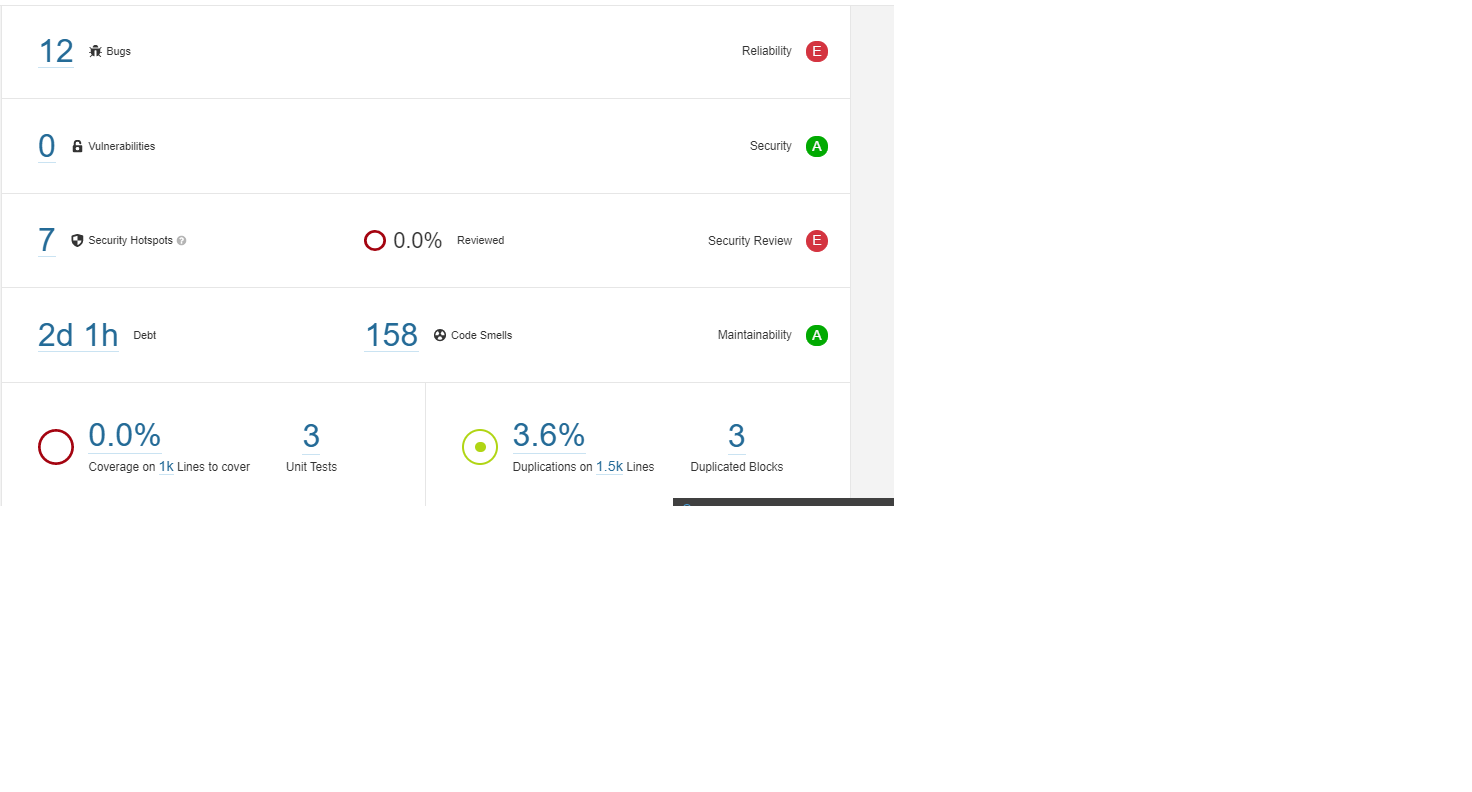 12 Bugs Reliability E
0 Vulnerabilities Security A
7 Security Hotspots ? 0.0% Reviewed Security Review E
2d 1h Debt 158 Code Smells Maintainability A
0.0% 3 3.6% 3
Coverage on 1k Lines to cover Unit Tests Duplications on 1.5k Lines Duplicated Blocks